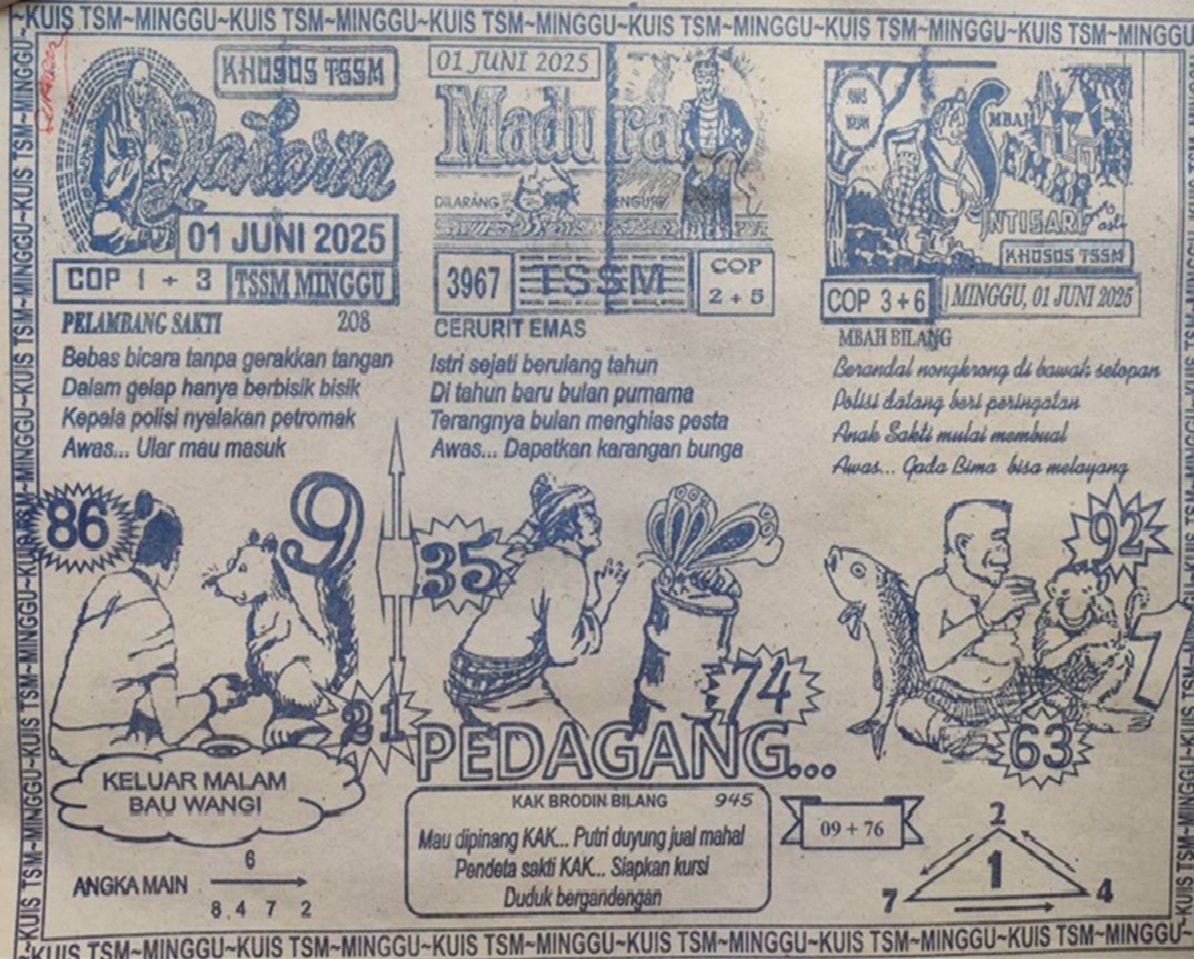 ~KUIS TSM~MINGGU~KUIS TSM~MINGGU~KUIS TSM~MINGGU~KUIS TSM~MINGGU~KUIS TSM~MINGGU~KUIS TSM~MINGGU
KHUSUS TSSM
01 JUNI 2025
COP 1 + 3
TSSM MINGGU
PELAMBANG SAKTI 208
Bebas bicara tanpa gerakkan tangan
Dalam gelap hanya berbisik bisik
Kepala polisi nyalakan petromak
Awas... Ular mau masuk
86
9
21
KELUAR MALAM
BAU WANGI
6
ANGKA MAIN
8.4 7 2
01 JUNI 2025
Madura
DILARANG
3967
TSSM
COP
2 + 5
CERURIT EMAS
Istri sejati berulang tahun
Di tahun baru bulan purnama
Terangnya bulan menghias pesta
Awas... Dapatkan karangan bunga
35
74
PEDAGANG...
KAK BRODIN BILANG 945
Mau dipinang KAK... Putri duyung jual mahal
Pendeta sakti KAK... Siapkan kursi
Duduk bergandengan
MBAH
SEMAR
INTISARI
asli
KHUSUS TSSM
COP 3+6
MINGGU, 01 JUNI 2025
MBAH BILANG
Berandal nongkrong di bawah setopan
Polisi datang beri peringatan
Anak Sakti mulai membual
Awas... Gada Bima bisa melayang
92
7
63
09 + 76
2
1
7
4
~KUIS TSM~MINGGU~KUIS TSM~MINGGU~KUIS TSM~MINGGU~KUIS TSM~MINGGU~KUIS TSM~MINGGU~KUIS TSM~MINGGU~